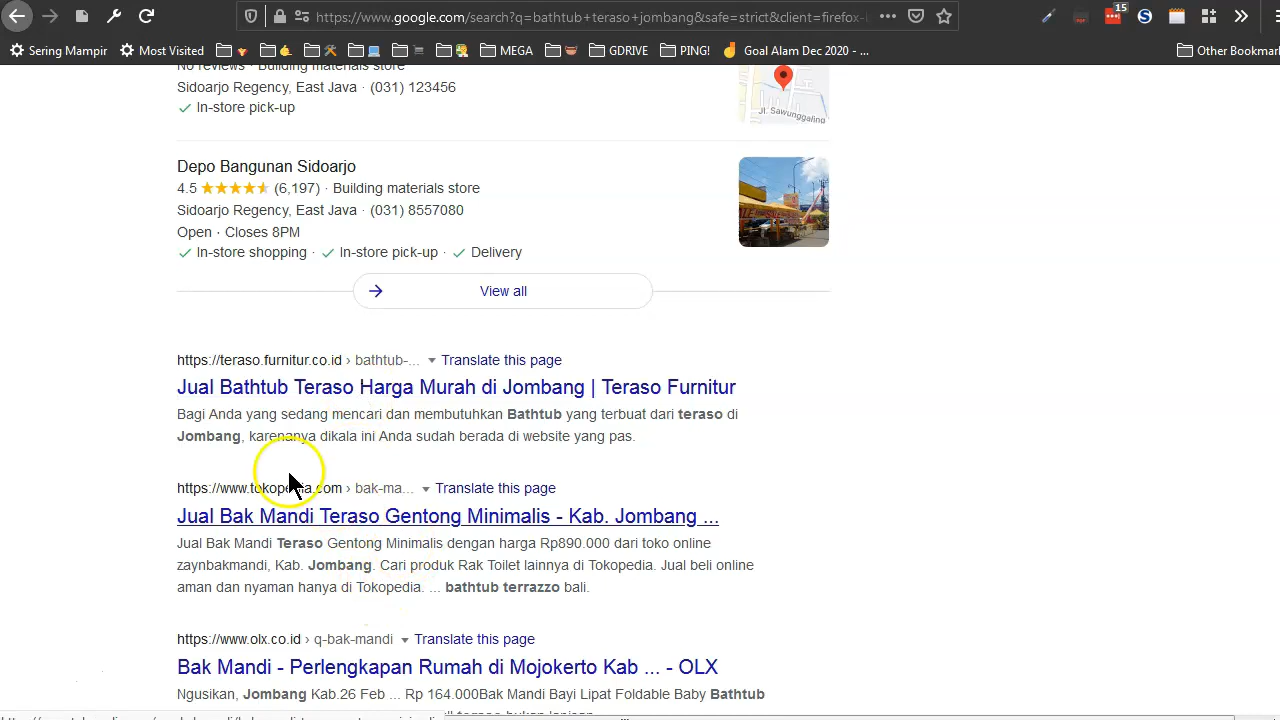 https://www.google.com/search?q=bathtub+teraso+jombang&safe=strict&client=firefox-
15
Sering Mampir
Most Visited
MEGA
GDRIVE
PING!
Goal Alam Dec 2020 - ...
Other Bookmar
No reviews · Building materials store
Sidoarjo Regency, East Java · (031) 123456
In-store pick-up
Jl. Sawunggaling
Depo Bangunan Sidoarjo
4.5 (6,197) · Building materials store
Sidoarjo Regency, East Java · (031) 8557080
Open · Closes 8PM
In-store shopping · In-store pick-up · Delivery
View all
https://teraso.furnitur.co.id › bathtub-... Translate this page
Jual Bathtub Teraso Harga Murah di Jombang | Teraso Furnitur
Bagi Anda yang sedang mencari dan membutuhkan Bathtub yang terbuat dari teraso di
Jombang, karenanya dikala ini Anda sudah berada di website yang pas.
https://www.tokopedia.com › bak-ma... Translate this page
Jual Bak Mandi Teraso Gentong Minimalis - Kab. Jombang ...
Jual Bak Mandi Teraso Gentong Minimalis dengan harga Rp890.000 dari toko online
zaynbakmandi, Kab. Jombang. Cari produk Rak Toilet lainnya di Tokopedia. Jual beli online
aman dan nyaman hanya di Tokopedia. ... bathtub terrazzo bali.
https://www.olx.co.id › q-bak-mandi Translate this page
Bak Mandi - Perlengkapan Rumah di Mojokerto Kab ... - OLX
Ngusikan, Jombang Kab.26 Feb ... Rp 164.000Bak Mandi Bayi Lipat Foldable Baby Bathtub